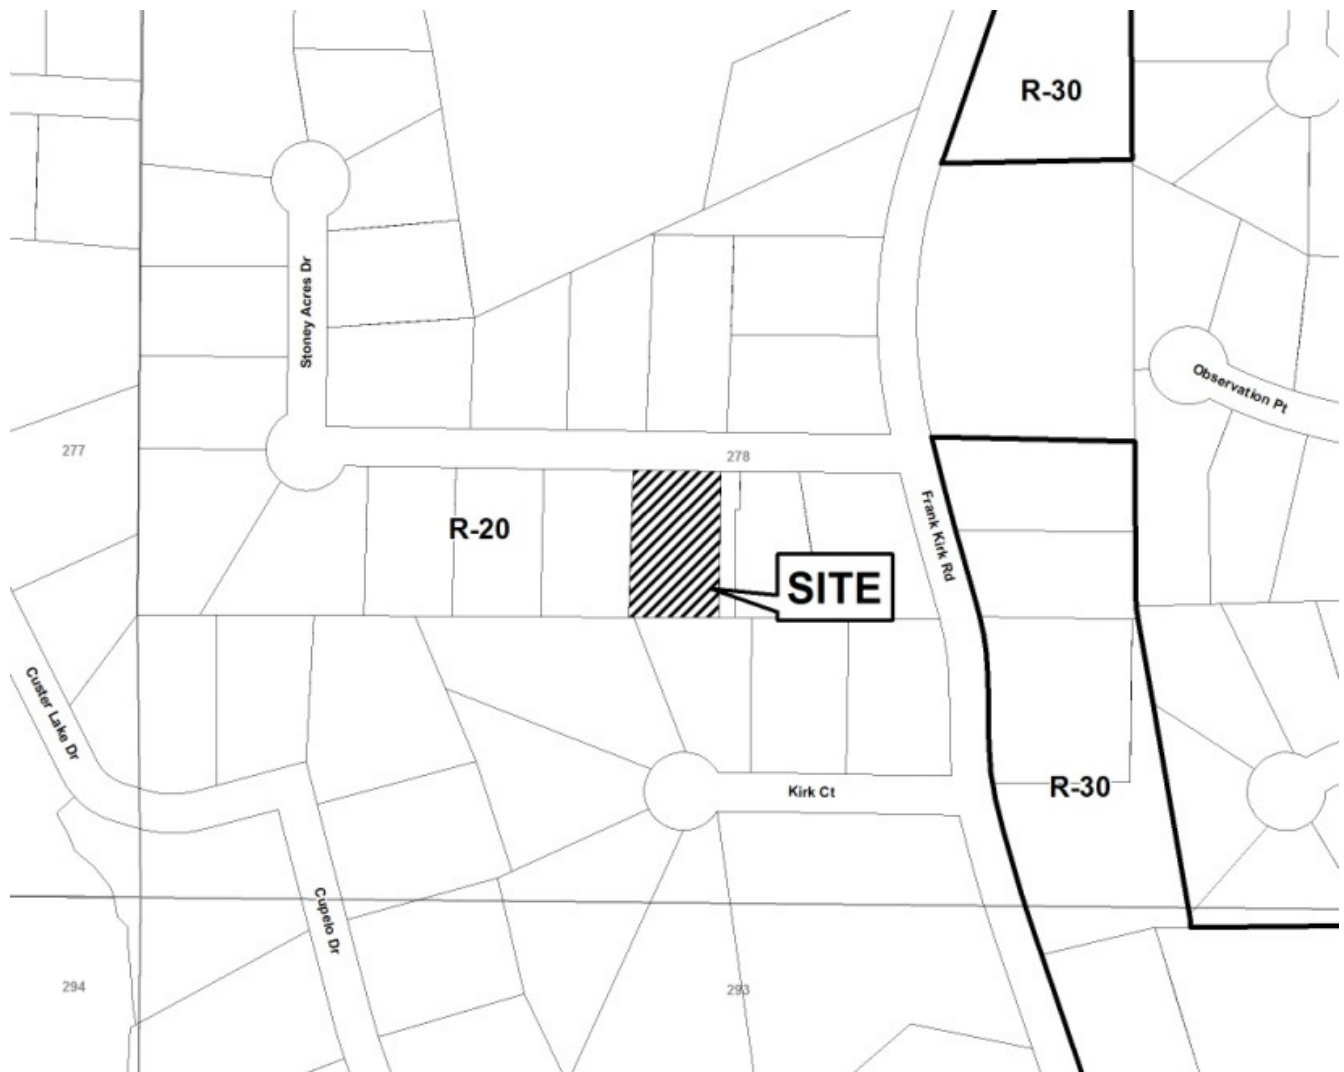 R-30
Stoney Acres Dr
Observation Pt
277
278
R-20
Frank Kirk Rd
SITE
Custer Lake Dr
R-30
Kirk Ct
Cupelo Dr
294
293